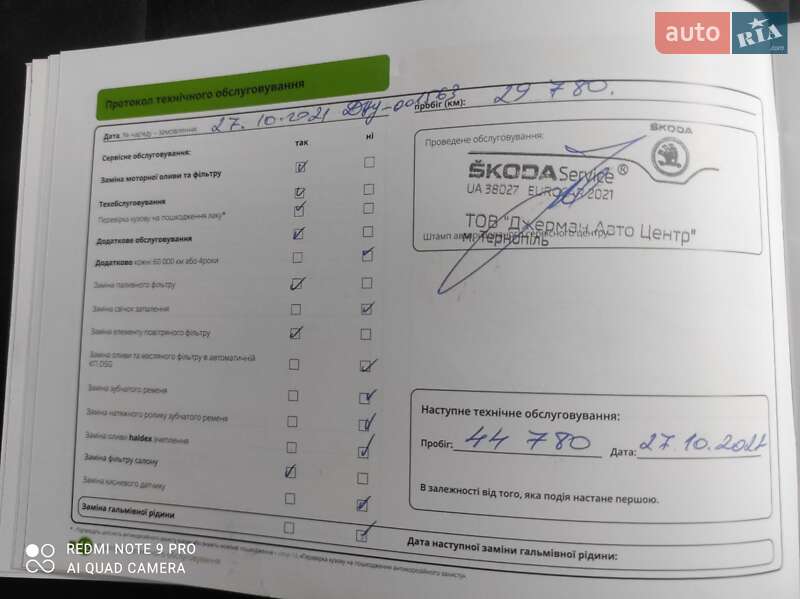 auto RIA.com
Протокол технічного обслуговування
Дата № наряду – замовлення: 27.10.2021 пробіг (км): 29 780.
так ні
Сервісне обслуговування:
Заміна моторної оливи та фільтру
Техобслуговування
Перевірка кузову на пошкодження лаку*
Додаткове обслуговування
Додатково кожні 60 000 км або 4роки
Заміна паливного фільтру
Заміна свічок запалення
Заміна елементу повітряного фільтру
Заміна оливи та масляного фільтру в автоматичній
КП DSG
Заміна зубчатого ременя
Заміна натяжного ролику зубчатого ременя
Заміна оливи haldex зчеплення
Заміна фільтру салону
Заміна кисневого датчику
Заміна гальмівної рідини
Проведене обслуговування:
ŠKODA
ŠKODA Service®
UA 38027 2021
ТОВ "Джерман Авто Центр"
м.Тернопіль
Наступне технічне обслуговування:
Пробіг: 44 780 Дата: 27.10.202
В залежності від того, яка подія настане першою.
Дата наступної заміни гальмівної рідини:
REDMI NOTE 9 PRO
AI QUAD CAMERA